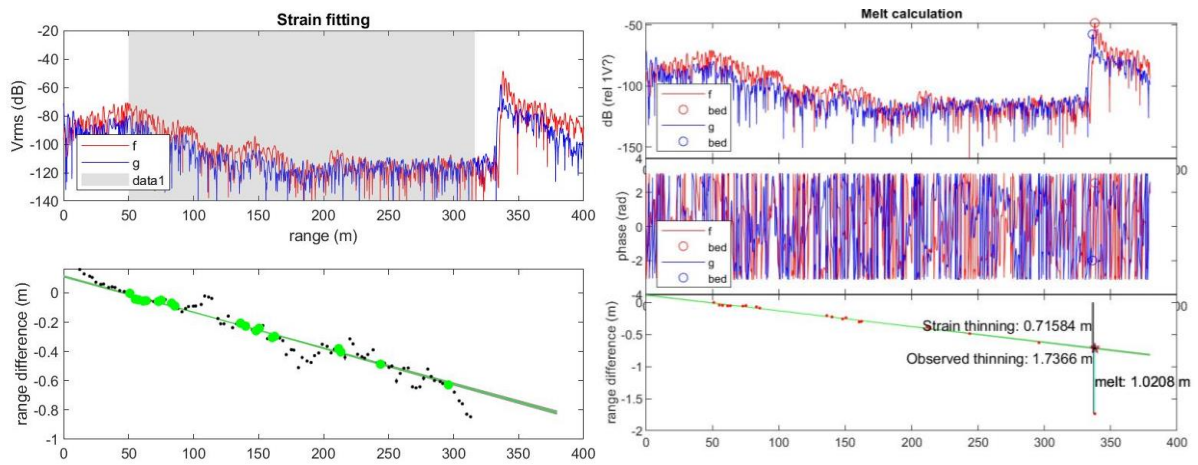 Strain fitting
-20
-40
-60
-80
-100
-120
-140
Vrms (dB)
f
g
data1
0 50 100 150 200 250 300 350 400
range (m)
0
-0.2
-0.4
-0.6
-0.8
-1
range difference (m)
0 50 100 150 200 250 300 350 400
Melt calculation
-50
-100
-150
dB (rel 1V?)
f
bed
g
bed
2
0
-2
-4
phase (rad)
f
bed
g
bed
0
-0.5
-1
-1.5
-2
range difference (m)
Strain thinning: 0.71584 m
Observed thinning: 1.7366 m
melt: 1.0208 m
0 50 100 150 200 250 300 350 400